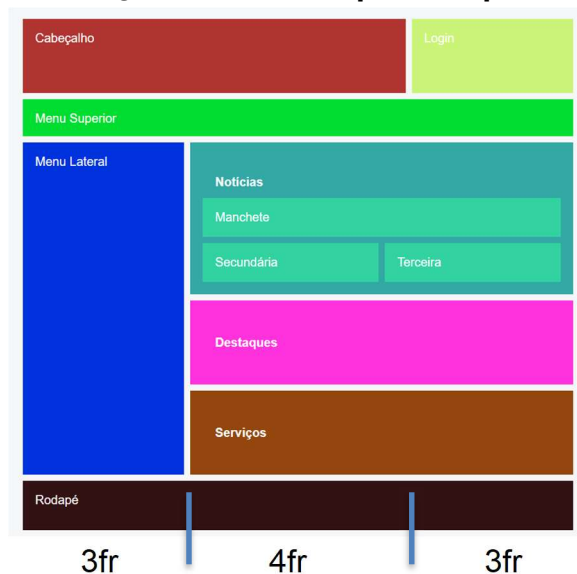 Cabeçalho
Login
Menu Superior
Menu Lateral
Notícias
Manchete
Secundária
Terceira
Destaques
Serviços
Rodapé
3fr
4fr
3fr